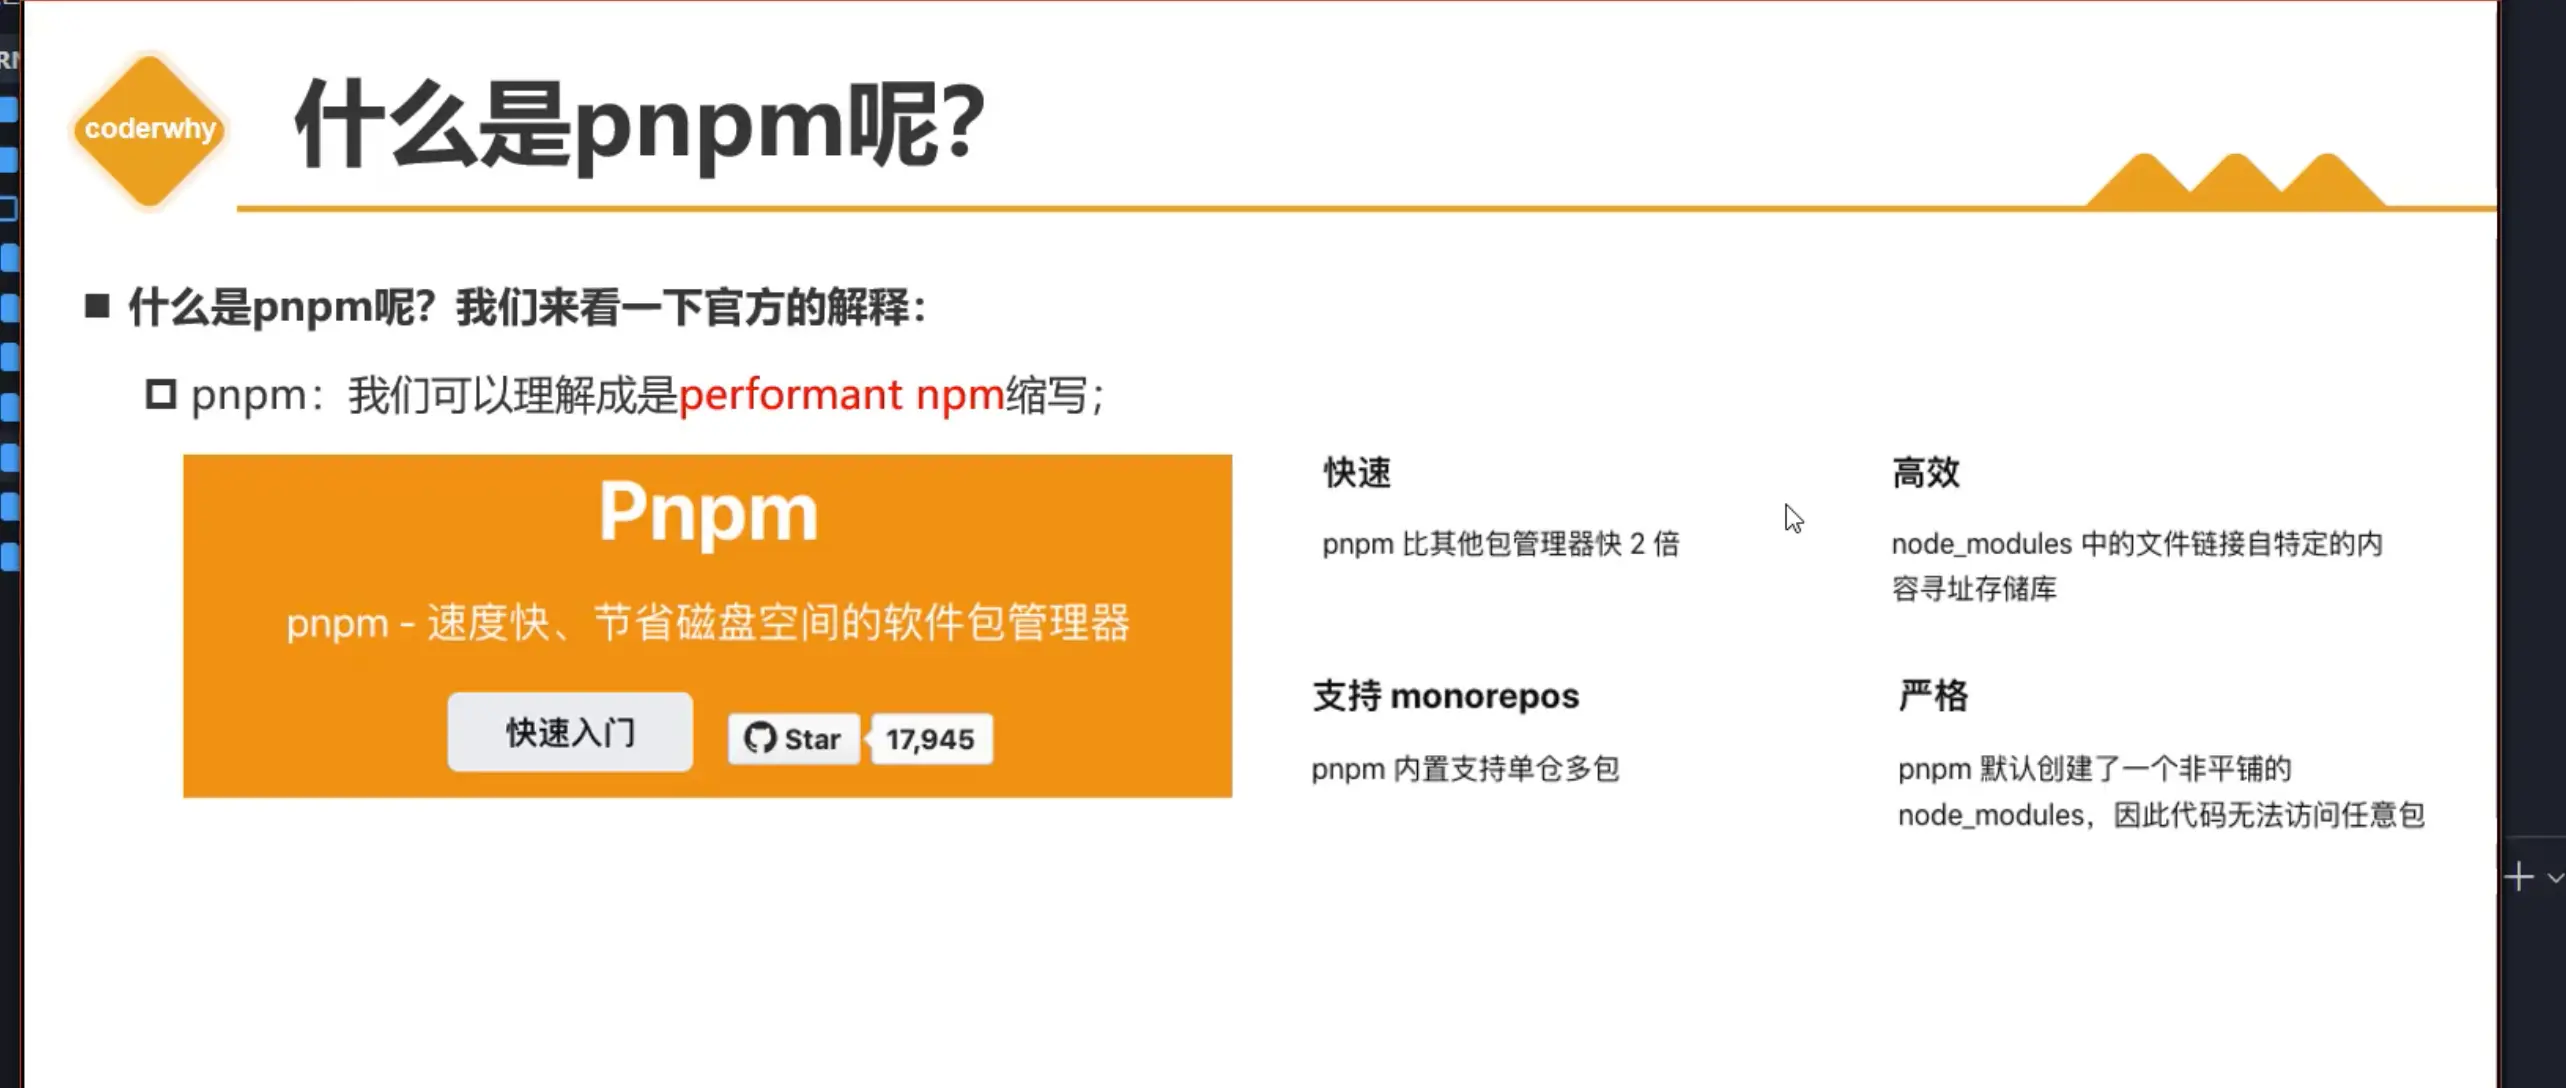 coderwhy
什么是pnpm呢?
什么是pnpm呢？我们来看一下官方的解释：
pnpm：我们可以理解成是performant npm缩写；
Pnpm
pnpm - 速度快、节省磁盘空间的软件包管理器
快速入门
Star
17,945
快速
pnpm 比其他包管理器快 2 倍
高效
node_modules 中的文件链接自特定的内
容寻址存储库
支持 monorepos
pnpm 内置支持单仓多包
严格
pnpm 默认创建了一个非平铺的
node_modules，因此代码无法访问任意包